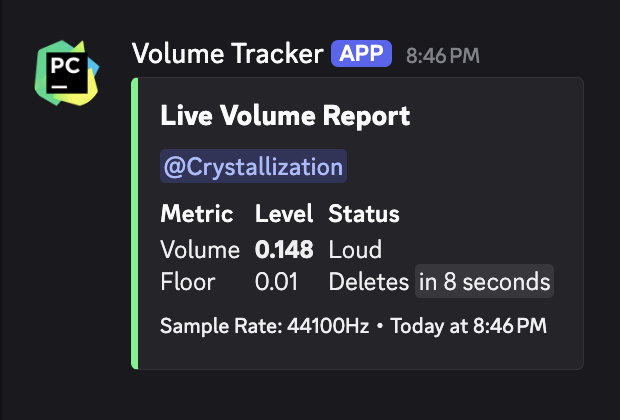 PC
Volume Tracker APP 8:46 PM
Live Volume Report
@Crystallization
Metric Level Status
Volume 0.148 Loud
Floor 0.01 Deletes in 8 seconds
Sample Rate: 44100Hz • Today at 8:46 PM